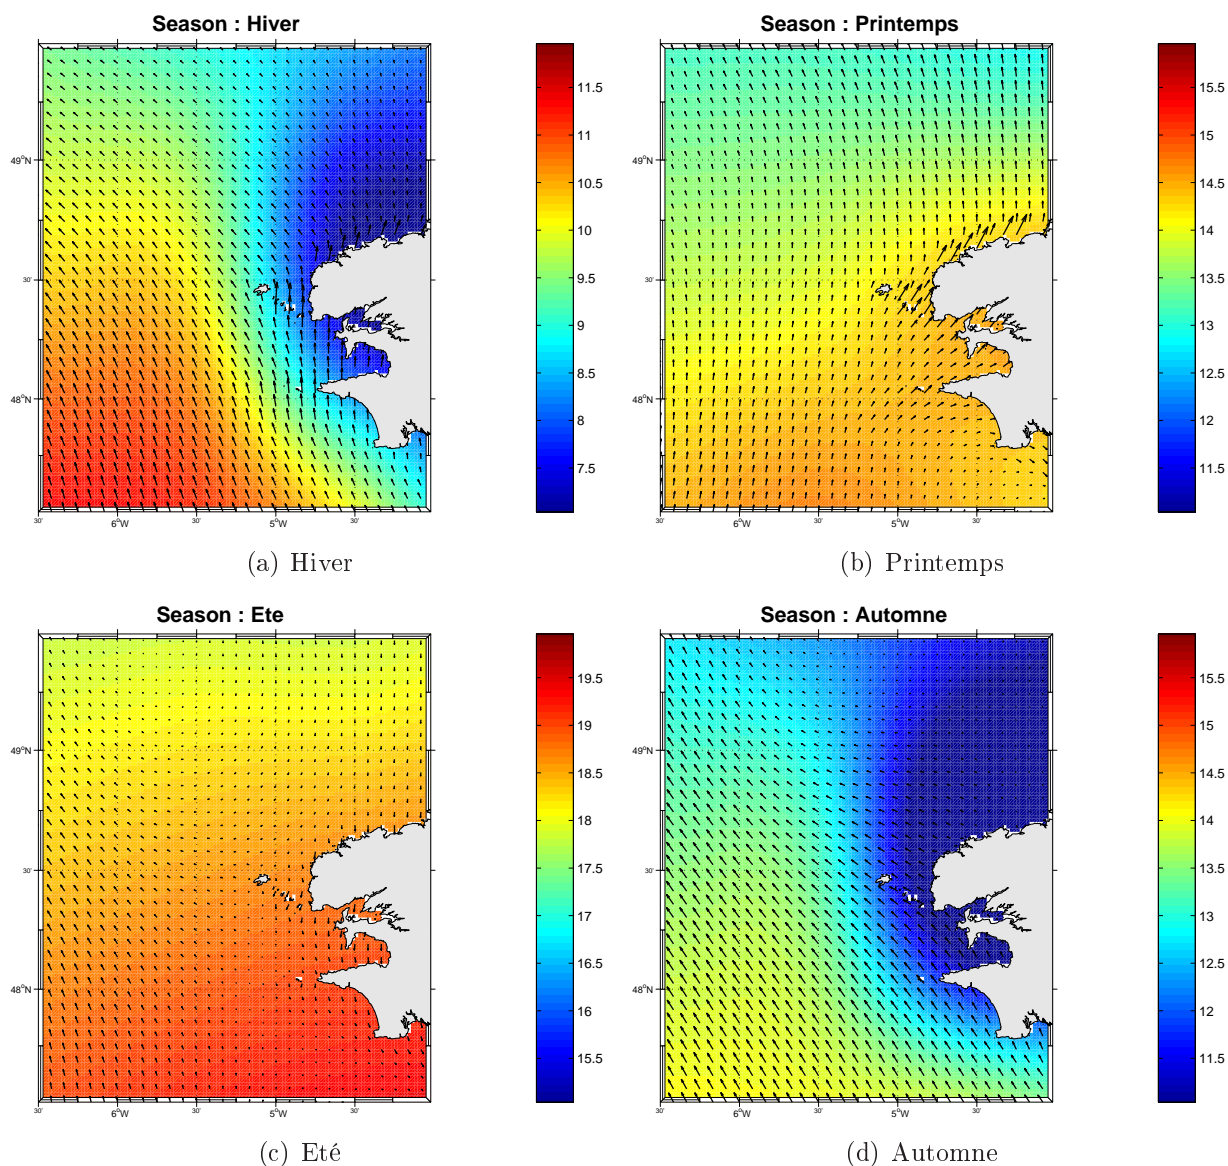 Season : Hiver
49°N
30'
48°N
30'
6°W
30'
5°W
30'
11.5
11
10.5
10
9.5
9
8.5
8
7.5
(a) Hiver
Season : Printemps
49°N
30'
48°N
30'
6°W
30'
5°W
30'
15.5
15
14.5
14
13.5
13
12.5
12
11.5
(b) Printemps
Season : Ete
49°N
30'
48°N
30'
6°W
30'
5°W
30'
19.5
19
18.5
18
17.5
17
16.5
16
15.5
(c) Eté
Season : Automne
49°N
30'
48°N
30'
6°W
30'
5°W
30'
15.5
15
14.5
14
13.5
13
12.5
12
11.5
(d) Automne